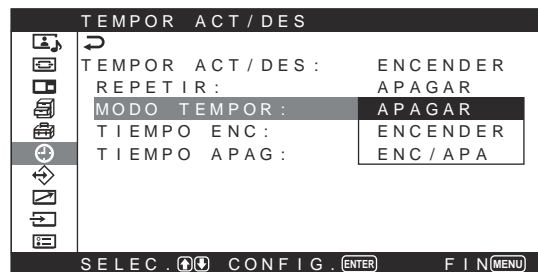 TEMPOR ACT/DES
TEMPOR ACT/DES: ENCENDER
REPETIR: APAGAR
MODO TEMPOR: APAGAR
TIEMPO ENC: ENCENDER
TIEMPO APAG: ENC/APA
SELEC. CONFIG. ENTER FIN MENU